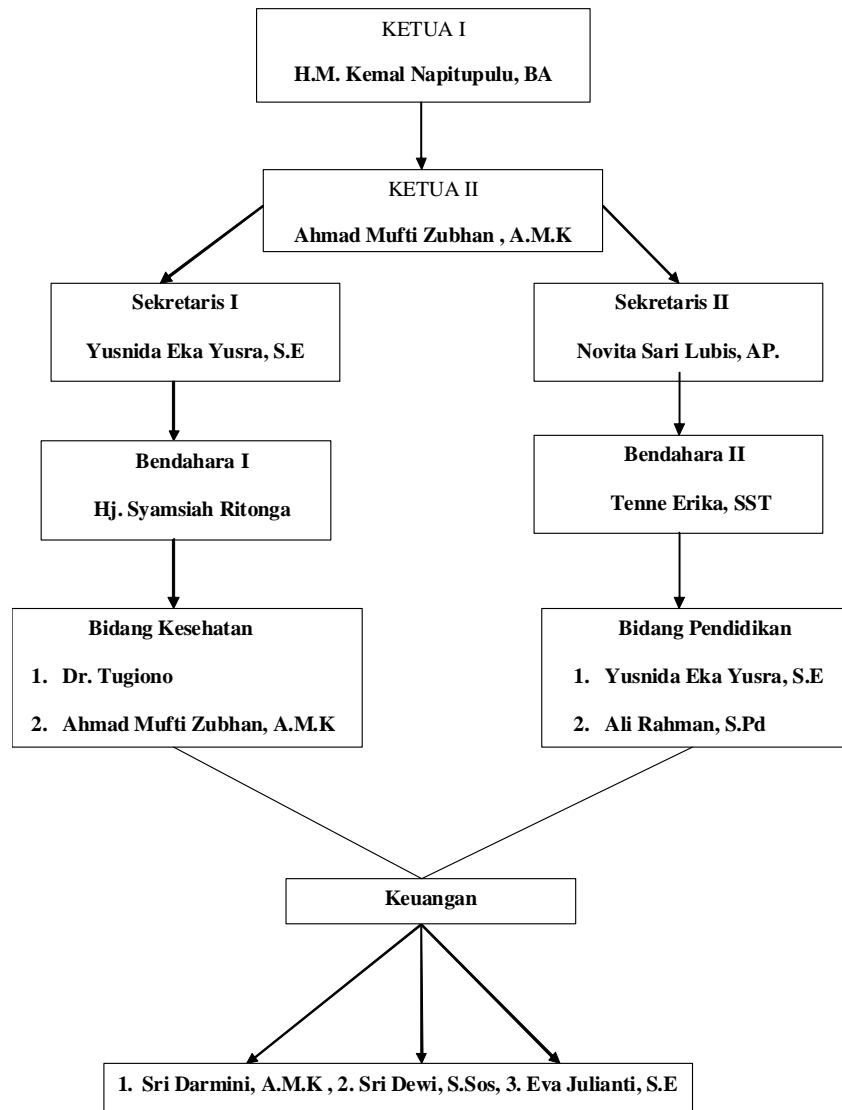 KETUA I
H.M. Kemal Napitupulu, BA
KETUA II
Ahmad Mufti Zubhan , A.M.K
Sekretaris I
Yusnida Eka Yusra, S.E
Sekretaris II
Novita Sari Lubis, AP.
Bendahara I
Hj. Syamsiah Ritonga
Bendahara II
Tenne Erika, SST
Bidang Kesehatan
1. Dr. Tugiono
2. Ahmad Mufti Zubhan, A.M.K
Bidang Pendidikan
1. Yusnida Eka Yusra, S.E
2. Ali Rahman, S.Pd
Keuangan
1. Sri Darmini, A.M.K , 2. Sri Dewi, S.Sos, 3. Eva Julianti, S.E